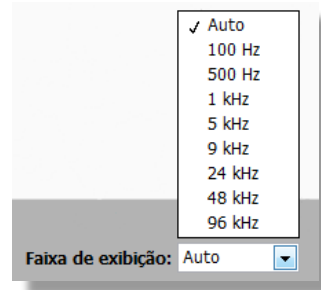 ✓ Auto
100 Hz
500 Hz
1 kHz
5 kHz
9 kHz
24 kHz
48 kHz
96 kHz
Faixa de exibição: Auto